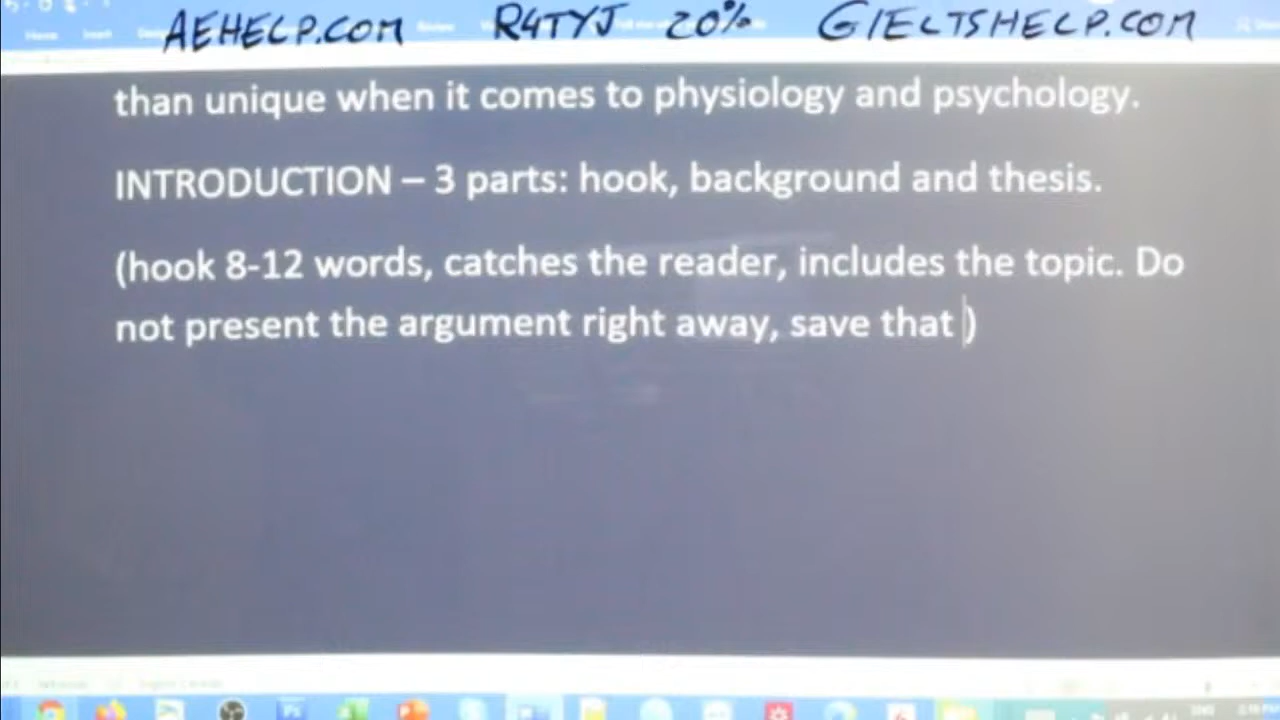 AEHELP.COM R4TYJ 20% GIELTSHELP.COM
Home Insert
than unique when it comes to physiology and psychology.
INTRODUCTION – 3 parts: hook, background and thesis.
(hook 8-12 words, catches the reader, includes the topic. Do
not present the argument right away, save that )